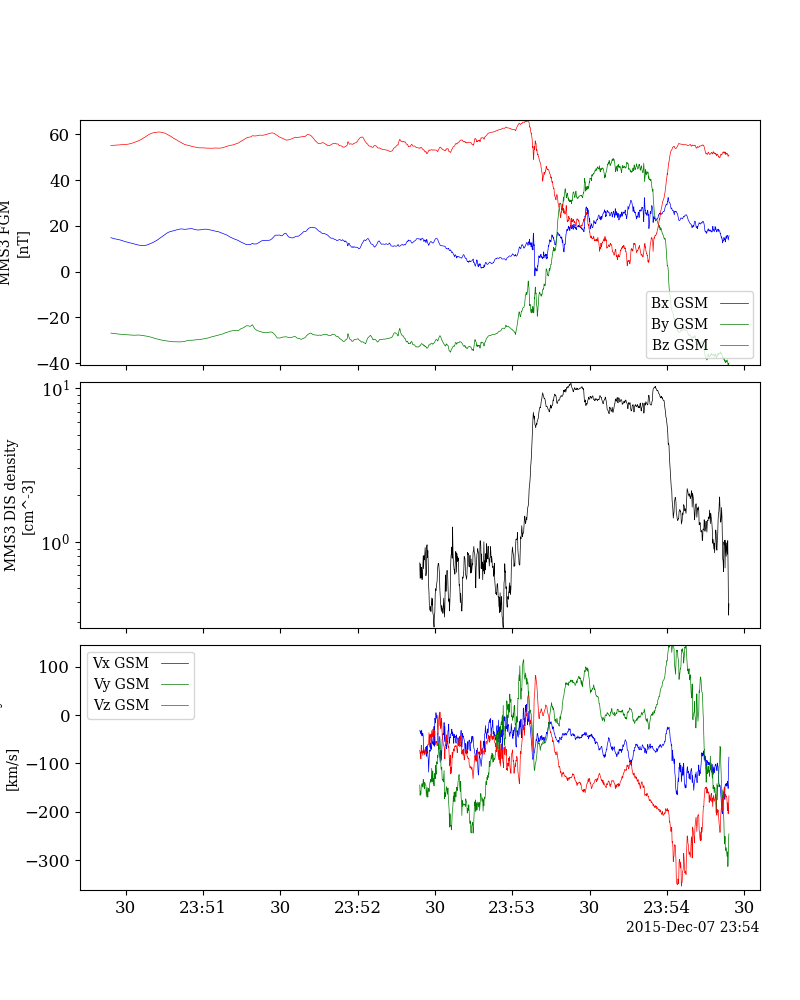 60
40
20
0
−20
−40
MMS3 FGM
[nT]
Bx GSM
By GSM
Bz GSM
10^1
10^0
MMS3 DIS density
[cm^-3]
100
0
−100
−200
−300
[km/s]
Vx GSM
Vy GSM
Vz GSM
30 23:51 30 23:52 30 23:53 30 23:54 30
2015-Dec-07 23:54